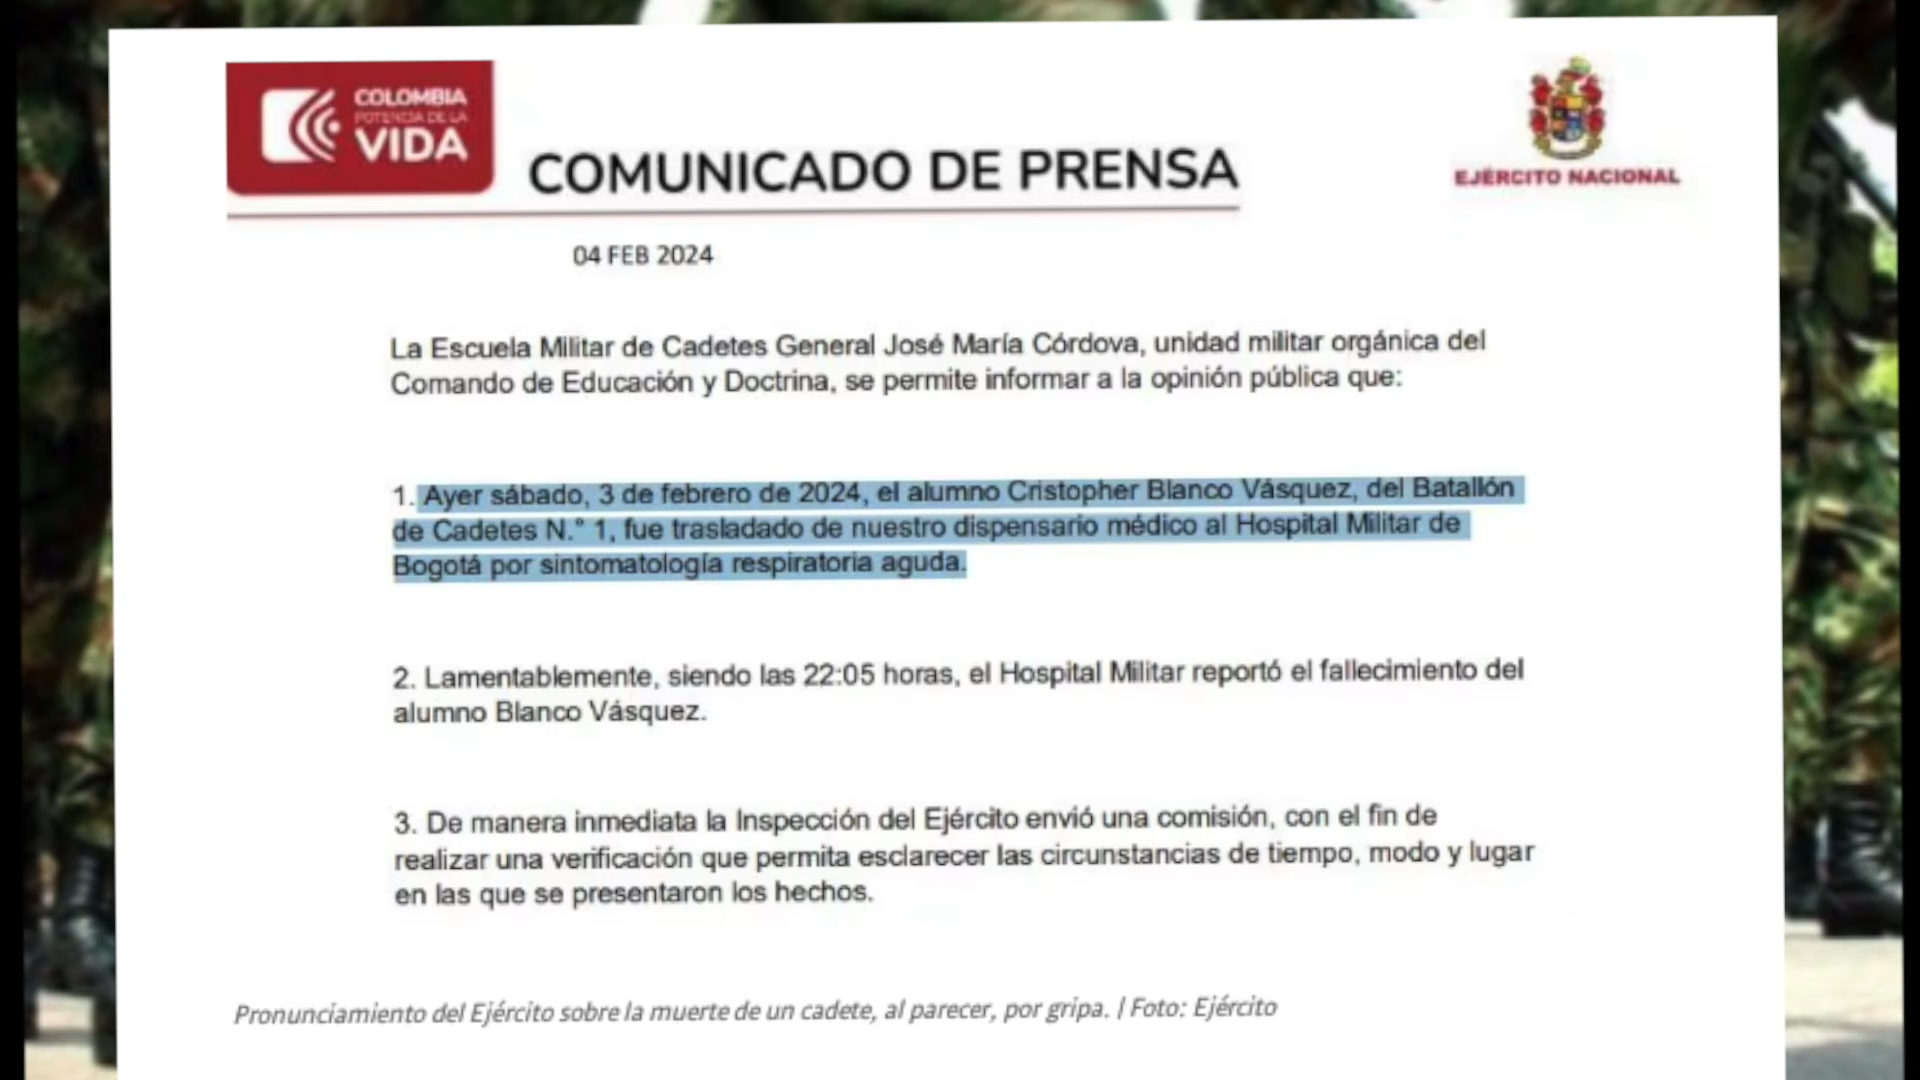 COLOMBIA
POTENCIA DE LA
VIDA
COMUNICADO DE PRENSA
EJÉRCITO NACIONAL
04 FEB 2024
La Escuela Militar de Cadetes General José María Córdova, unidad militar orgánica del
Comando de Educación y Doctrina, se permite informar a la opinión pública que:
1. Ayer sábado, 3 de febrero de 2024, el alumno Cristopher Blanco Vásquez, del Batallón
de Cadetes N.° 1, fue trasladado de nuestro dispensario médico al Hospital Militar de
Bogotá por sintomatología respiratoria aguda.
2. Lamentablemente, siendo las 22:05 horas, el Hospital Militar reportó el fallecimiento del
alumno Blanco Vásquez.
3. De manera inmediata la Inspección del Ejército envió una comisión, con el fin de
realizar una verificación que permita esclarecer las circunstancias de tiempo, modo y lugar
en las que se presentaron los hechos.
Pronunciamiento del Ejército sobre la muerte de un cadete, al parecer, por gripa. | Foto: Ejército